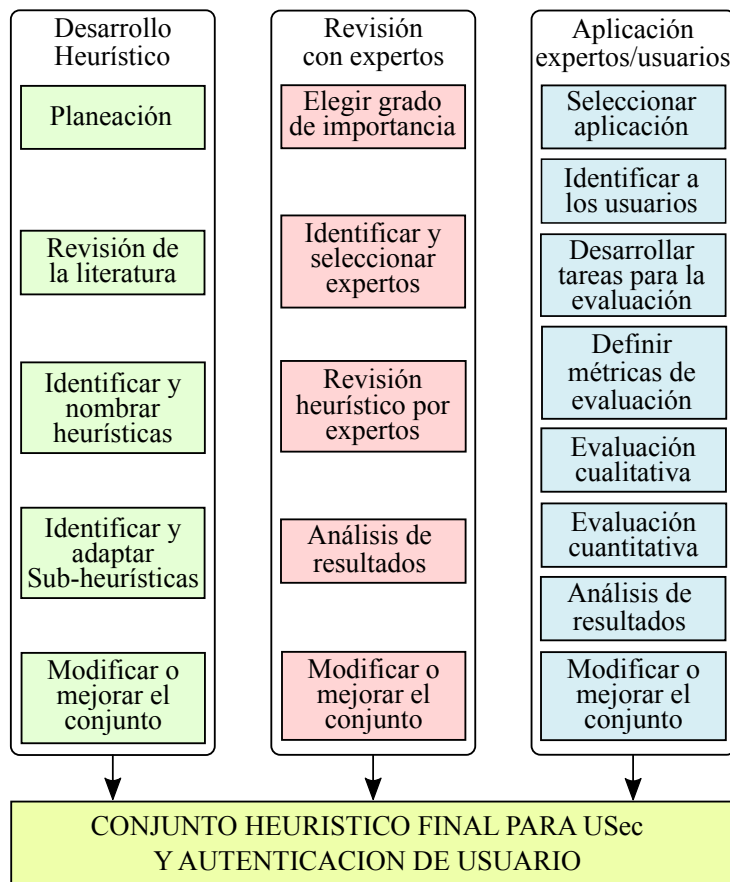 Desarrollo
Heurístico
Planeación
Revisión de
la literatura
Identificar y
nombrar
heurísticas
Identificar y
adaptar
Sub-heurísticas
Modificar o
mejorar el
conjunto
Revisión
con expertos
Elegir grado
de importancia
Identificar y
seleccionar
expertos
Revisión
heurístico por
expertos
Análisis de
resultados
Modificar o
mejorar el
conjunto
Aplicación
expertos/usuarios
Seleccionar
aplicación
Identificar a
los usuarios
Desarrollar
tareas para la
evaluación
Definir
métricas de
evaluación
Evaluación
cualitativa
Evaluación
cuantitativa
Análisis de
resultados
Modificar o
mejorar el
conjunto
CONJUNTO HEURISTICO FINAL PARA USec
Y AUTENTICACION DE USUARIO